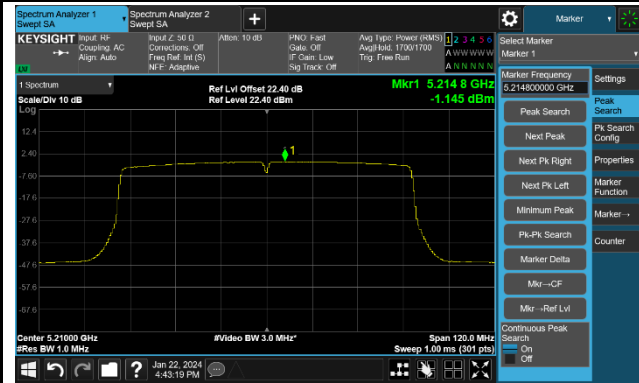 Spectrum Analyzer 1
Swept SA
Spectrum Analyzer 2
Swept SA
+
Marker
KEYSIGHT
Input: RF
Coupling: AC
Align: Auto
Input Z: 50 Ω
Corrections: Off
Freq Ref: Int (S)
NFE: Adaptive
Atten: 10 dB
PNO: Fast
Gate: Off
IF Gain: Low
Sig Track: Off
Avg Type: Power (RMS)
Avg|Hold: 1700/1700
Trig: Free Run
1 2 3 4 5 6
A W W W W W
A N N N N N
LXI
Select Marker
Marker 1
1 Spectrum
Scale/Div 10 dB
Log
Ref Lvl Offset 22.40 dB
Ref Level 22.40 dBm
Mkr1 5.214 8 GHz
-1.145 dBm
12.4
2.40
-7.60
-17.6
-27.6
-37.6
-47.6
-57.6
-67.6
1
Center 5.21000 GHz
#Res BW 1.0 MHz
#Video BW 3.0 MHz*
Span 120.0 MHz
Sweep 1.00 ms (301 pts)
Marker Frequency
5.214800000 GHz
Peak Search
Next Peak
Next Pk Right
Next Pk Left
Minimum Peak
Pk-Pk Search
Marker Delta
Mkr→CF
Mkr→Ref Lvl
Continuous Peak
Search
On
Off
Settings
Peak
Search
Pk Search
Config
Properties
Marker
Function
Marker→
Counter
?
Jan 22, 2024
4:43:19 PM